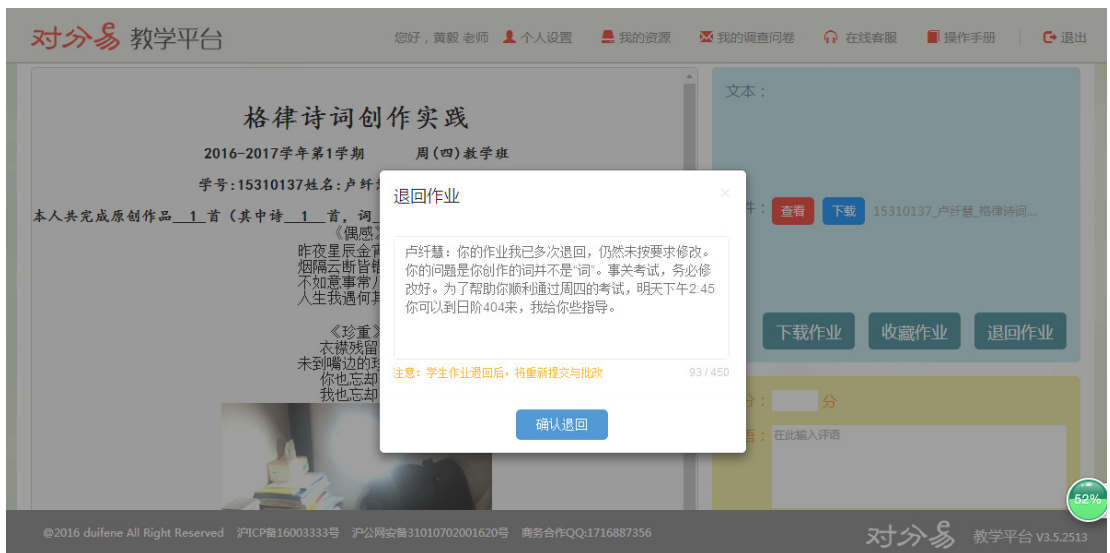 对分易 教学平台
您好，黄毅 老师 个人设置 我的资源 我的调查问卷 在线客服 操作手册 退出
格律诗词创作实践
2016-2017学年第1学期 周(四)教学班
学号:15310137姓名:卢纤
本人共完成原创作品 1 首（其中诗 1 首，词
《偶感》
昨夜星辰金宵
烟隔云断皆惜
不如意事常八
人生我遇何其
《珍重》
衣襟残留
未到嘴边的珍
你也忘却
我也忘却
退回作业
×
卢纤慧：你的作业我已多次退回，仍然未按要求修改。
你的问题是你创作的词并不是“词”。事关考试，务必修
改好。为了帮助你顺利通过周四的考试，明天下午2:45
你可以到日阶404来，我给你些指导。
注意：学生作业退回后，将重新提交与批改 93 / 450
确认退回
文本：
件： 查看 下载 15310137_卢纤慧_格律诗词...
下载作业 收藏作业 退回作业
分： 分
语： 在此输入评语
52%
@2016 duifene All Right Reserved 沪ICP备16003333号 沪公网安备31010702001620号 商务合作QQ:1716887356
对分易 教学平台 V3.5.2513